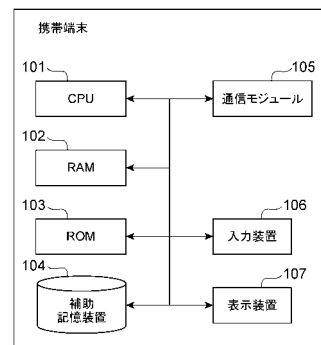 携帯端末
101
CPU
105
通信モジュール
102
RAM
103
ROM
106
入力装置
104
補助
記憶装置
107
表示装置